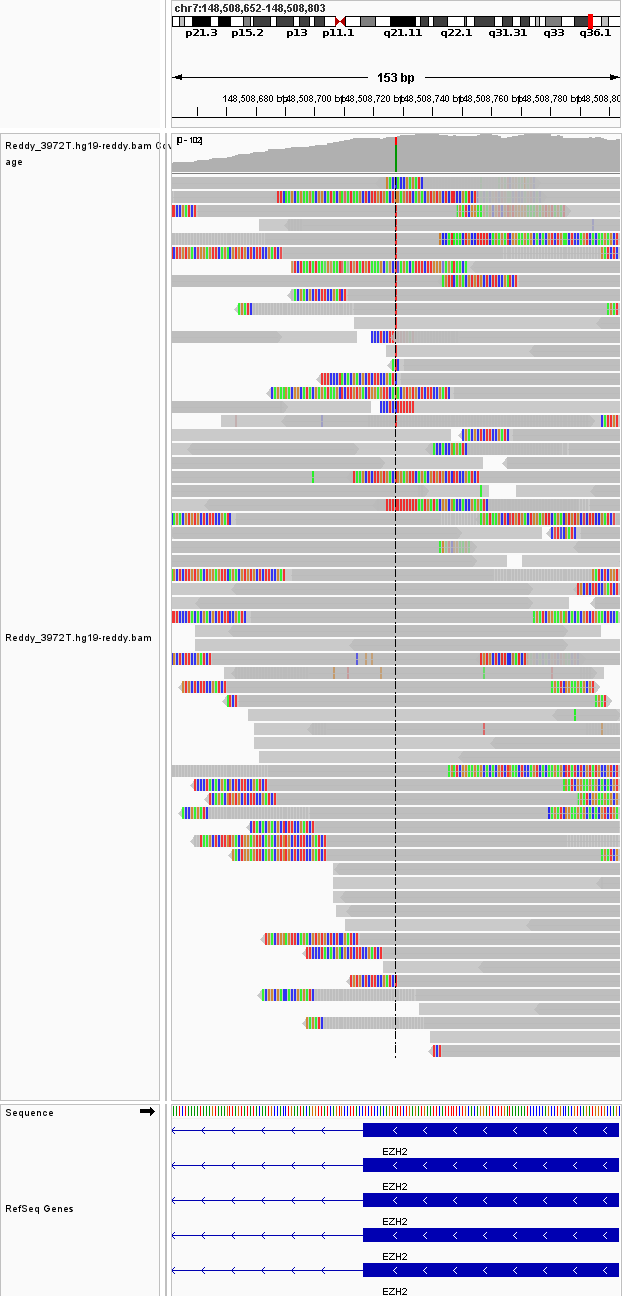 chr7:148,508,652-148,508,803
p21.3 p15.2 p13 p11.1 q21.11 q22.1 q31.31 q33 q36.1
153 bp
148,508,680 bp 148,508,700 bp 148,508,720 bp 148,508,740 bp 148,508,760 bp 148,508,780 bp 148,508,80
[0 - 102]
Reddy_3972T.hg19-reddy.bam Cov
age
Reddy_3972T.hg19-reddy.bam
Sequence
EZH2
EZH2
RefSeq Genes
EZH2
EZH2
EZH2